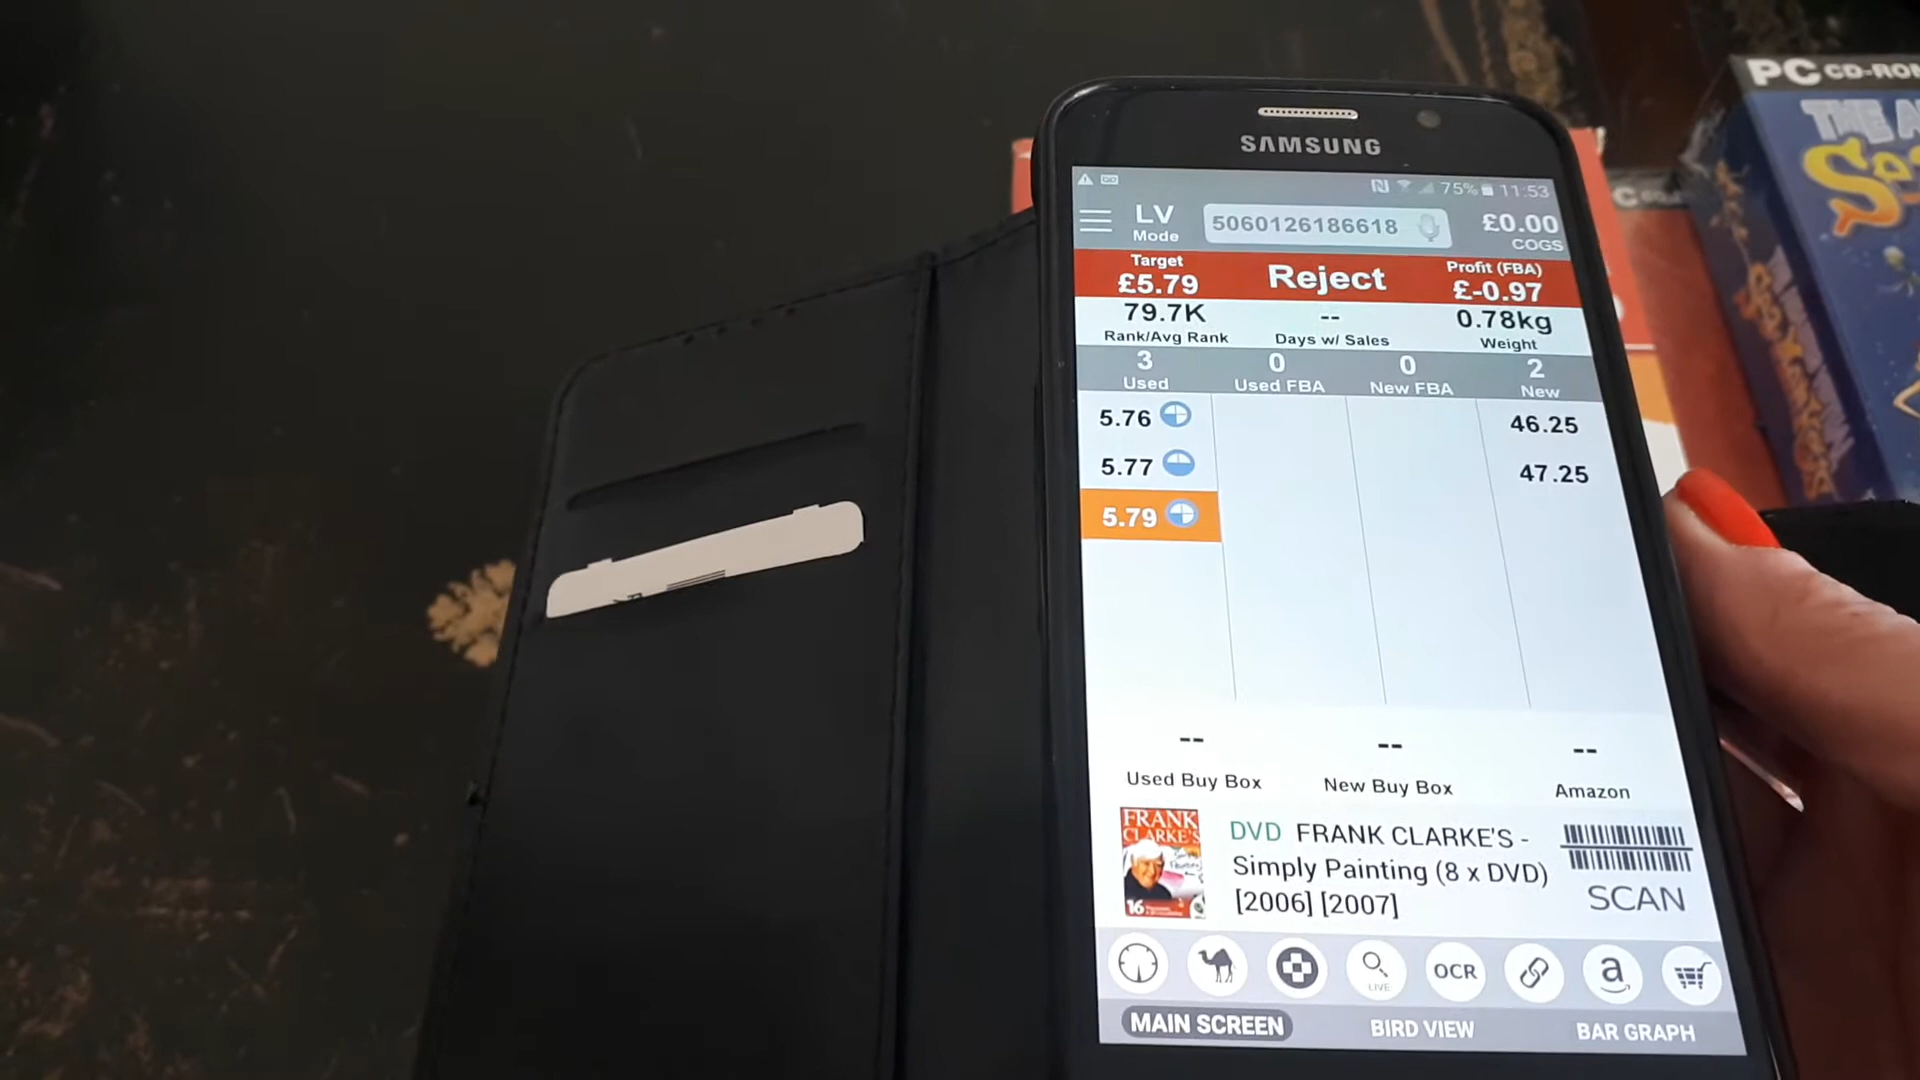 PC CD-ROM
THE A
SAMSUNG
75% 11:53
LV
Mode
5060126186618
£0.00
COGS
Target
£5.79
Reject
Profit (FBA)
£-0.97
79.7K
Rank/Avg Rank
--
Days w/ Sales
0.78kg
Weight
3
Used
0
Used FBA
0
New FBA
2
New
5.76
46.25
5.77
47.25
5.79
--
Used Buy Box
--
New Buy Box
--
Amazon
FRANK
CLARKE'S
16
DVD FRANK CLARKE'S -
Simply Painting (8 x DVD)
[2006] [2007]
SCAN
LIVE
OCR
a
MAIN SCREEN
BIRD VIEW
BAR GRAPH